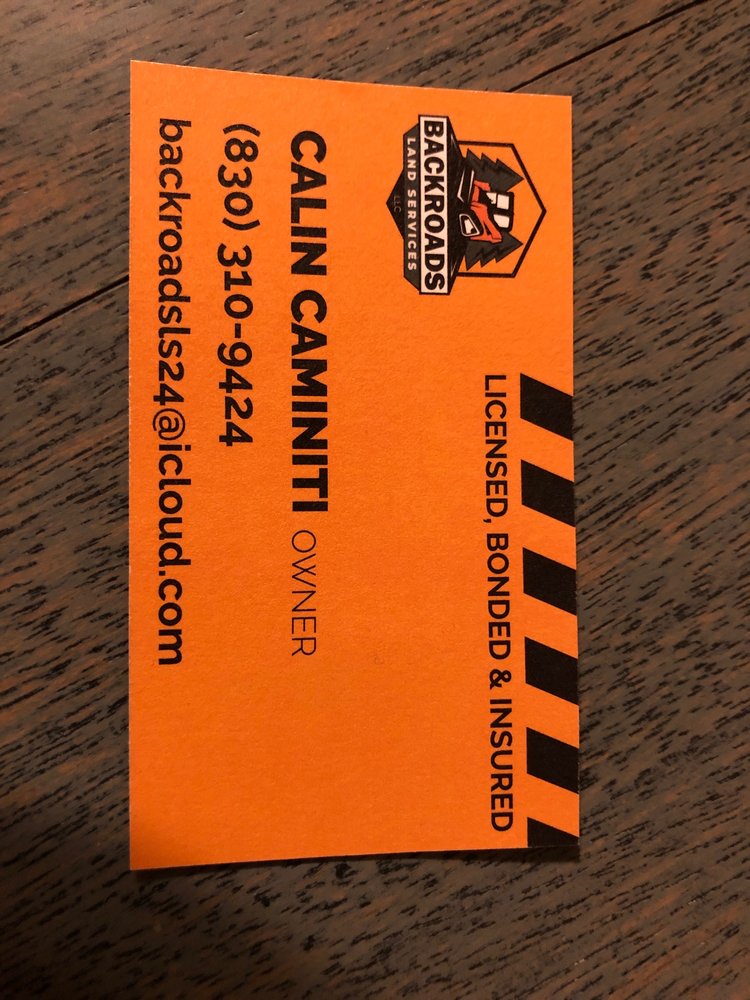 BACKROADS
LAND SERVICES
LLC
LICENSED, BONDED & INSURED
CALIN CAMINITI OWNER
(830) 310-9424
backroadsls24@icloud.com